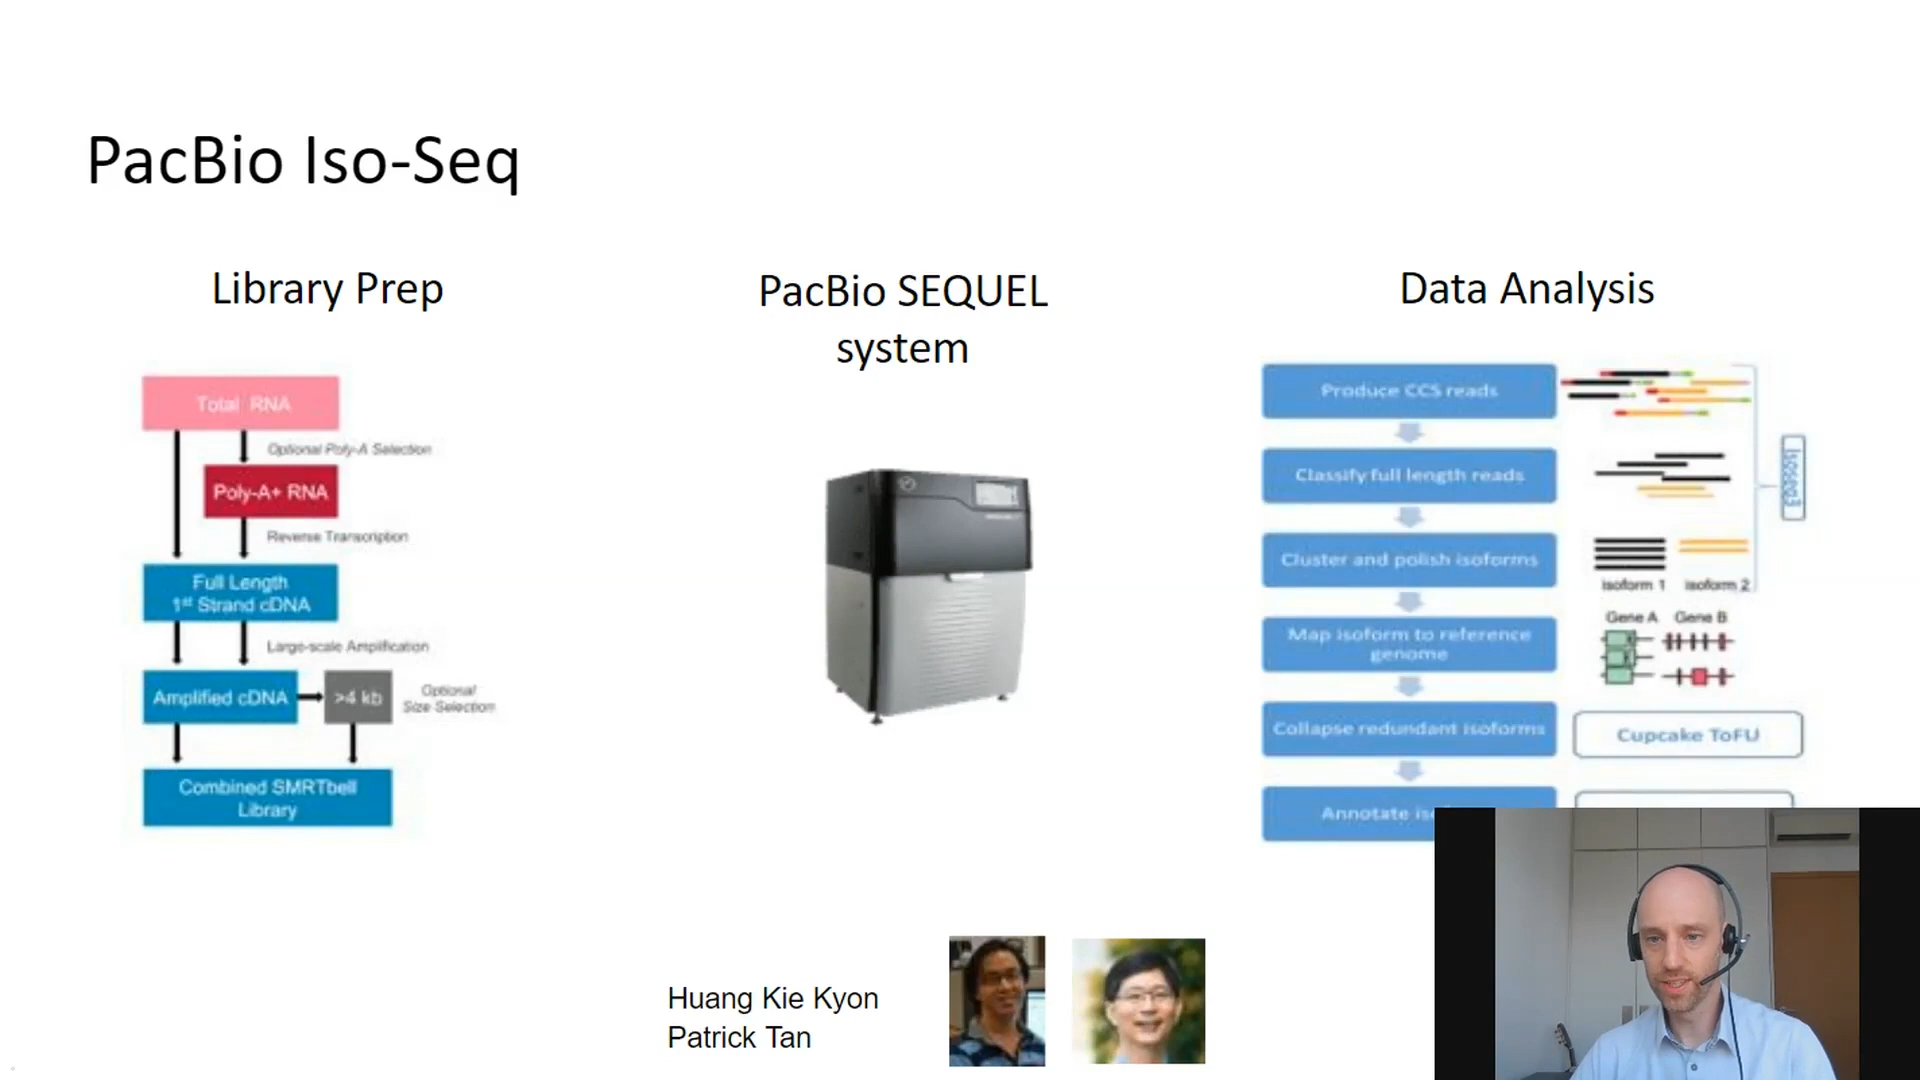 PacBio Iso-Seq
Library Prep
Total RNA
Optional Poly-A Selection
Poly-A+ RNA
Reverse Transcription
Full Length
1st Strand cDNA
Large-scale Amplification
Amplified cDNA
>4 kb
Optional
Size Selection
Combined SMRTbell
Library
PacBio SEQUEL
system
Data Analysis
Produce CCS reads
Classify full length reads
Cluster and polish isoforms
isoform 1
isoform 2
Isoseq3
Map isoform to reference
genome
Gene A
Gene B
Collapse redundant isoforms
Cupcake ToFU
Annotate
Huang Kie Kyon
Patrick Tan